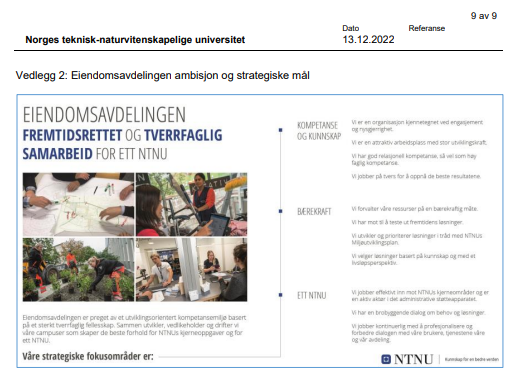 9 av 9
Dato Referanse
Norges teknisk-naturvitenskapelige universitet 13.12.2022
Vedlegg 2: Eiendomsavdelingen ambisjon og strategiske mål
EIENDOMSAVDELINGEN
FREMTIDSRETTET OG TVERRFAGLIG
SAMARBEID FOR ETT NTNU
Eiendomsavdelingen er preget av et utviklingsorientert kompetansemiljø basert
på et sterkt tverrfaglig fellesskap. Sammen utvikler, vedlikeholder og drifter vi
våre campuser som skaper de beste forhold for NTNUs kjerneoppgaver og for
ett NTNU.
Våre strategiske fokusområder er:
KOMPETANSE
OG KUNNSKAP
Vi er en organisasjon kjennetegnet ved engasjement
og nysgjerrighet.
Vi er en attraktiv arbeidsplass med stor utviklingskraft.
Vi har god relasjonell kompetanse, så vel som høy
faglig kompetanse.
Vi jobber på tvers for å oppnå de beste resultatene.
BÆREKRAFT
Vi forvalter våre ressurser på en bærekraftig måte.
Vi har mot til å teste ut fremtidens løsninger.
Vi utvikler og prioriterer løsninger i tråd med NTNUs
Miljøutviklingsplan.
Vi velger løsninger basert på kunnskap og med et
livsløpsperspektiv.
ETT NTNU
Vi jobber effektivt inn mot NTNUs kjerneområder og er
en aktiv aktør i det administrative støtteapparatet.
Vi har en brobyggende dialog om behov og løsninger.
Vi jobber kontinuerlig med å profesjonalisere og
forbedre dialogen med våre brukere, tjenestene våre
og vår avdeling.
NTNU Kunnskap for en bedre verden